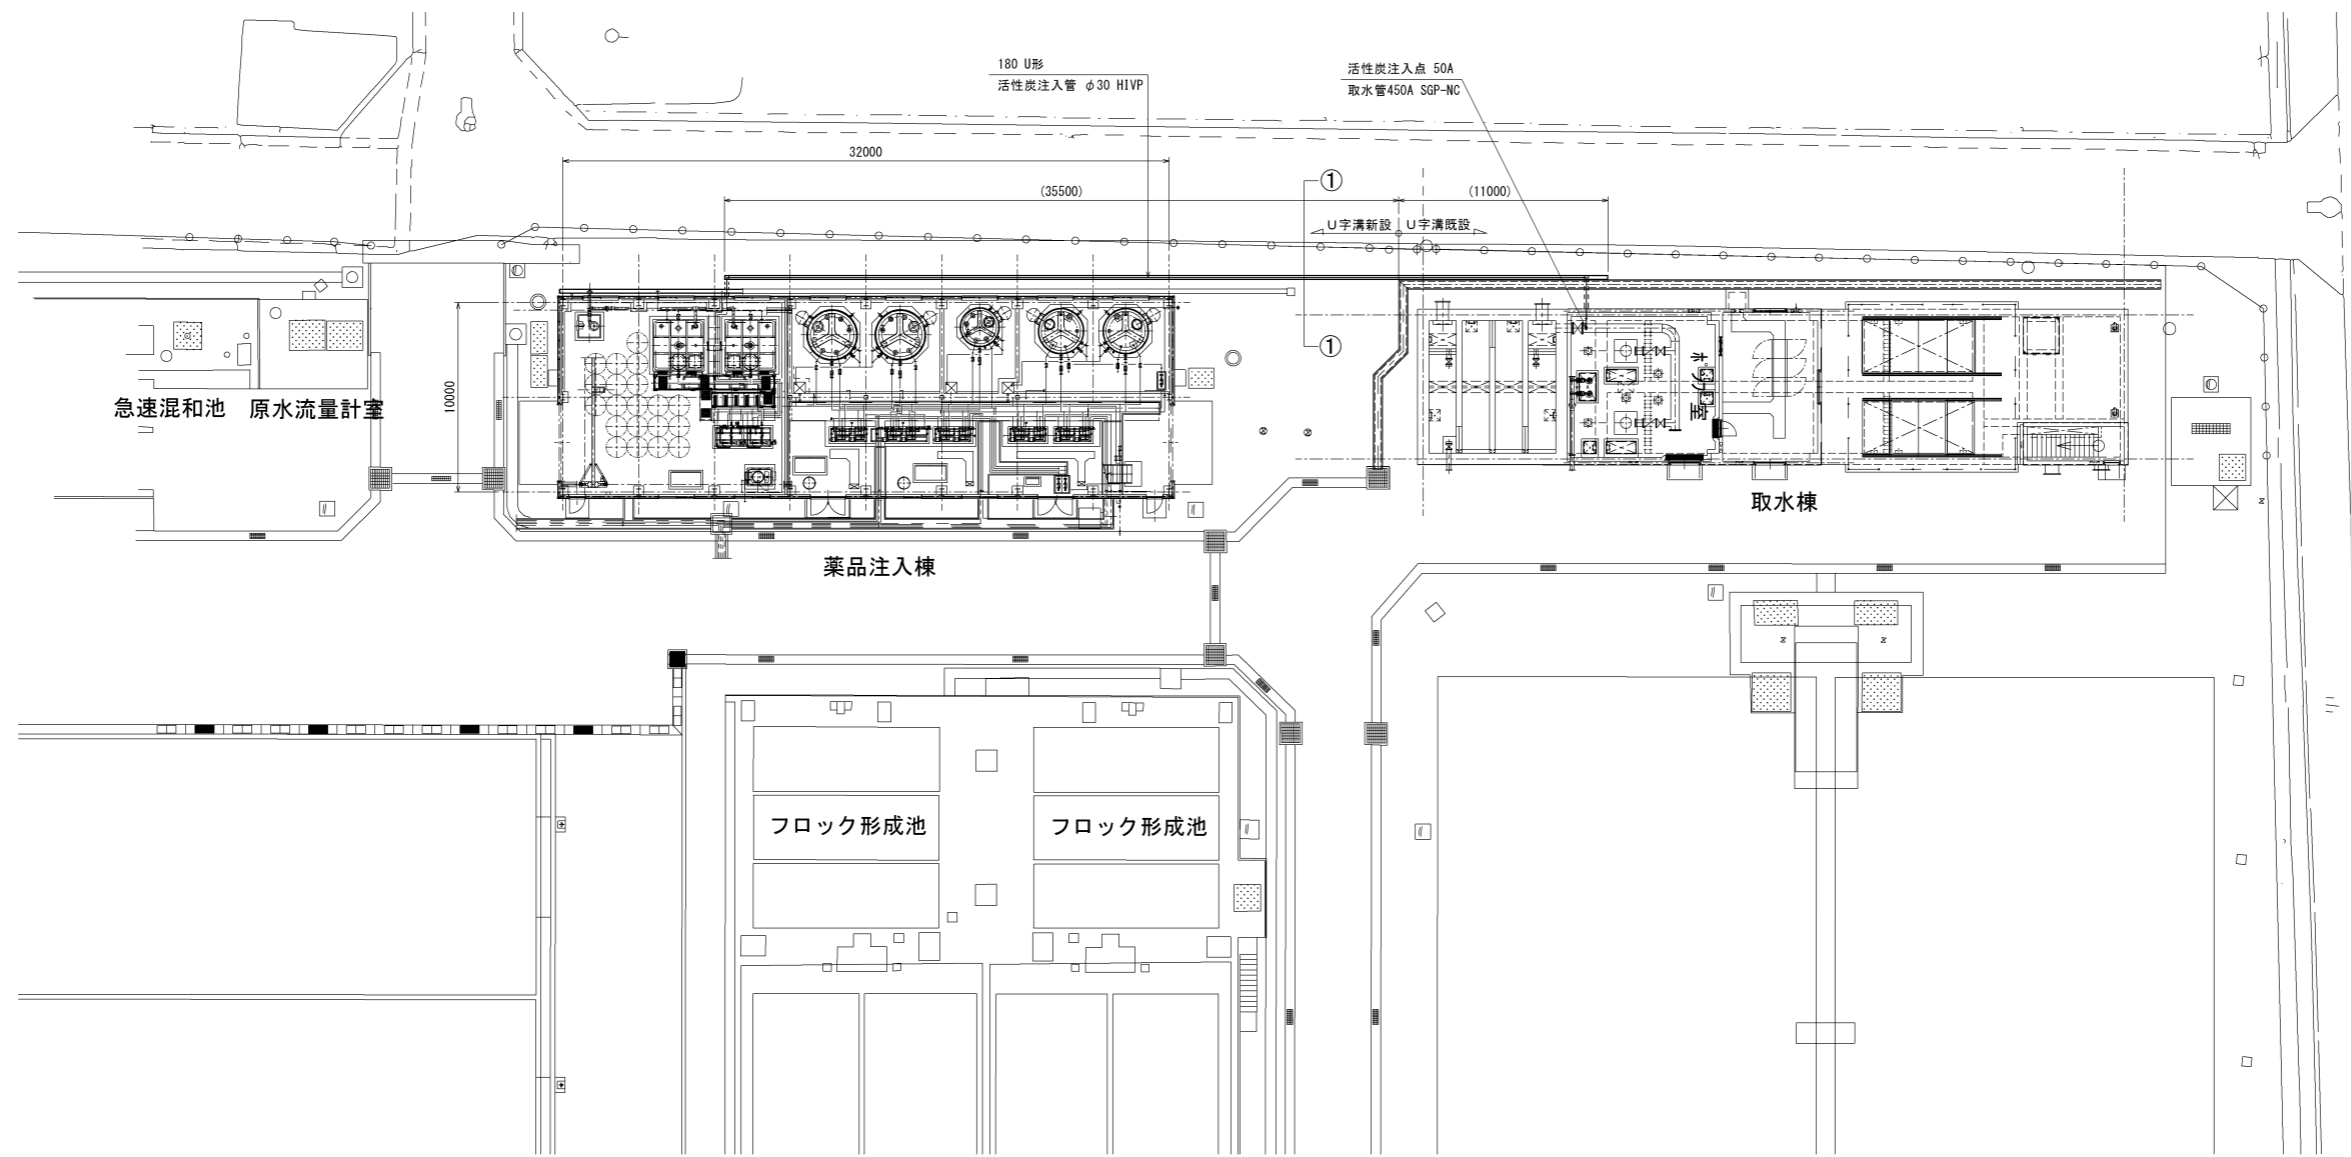 180 U形
活性炭注入管 φ30 HIVP
活性炭注入点 50A
取水管450A SGP-NC
32000
(35500)
①
(11000)
U字溝新設
U字溝既設
①
10000
急速混和池
原水流量計室
ポンプ室
取水棟
薬品注入棟
フロック形成池
フロック形成池